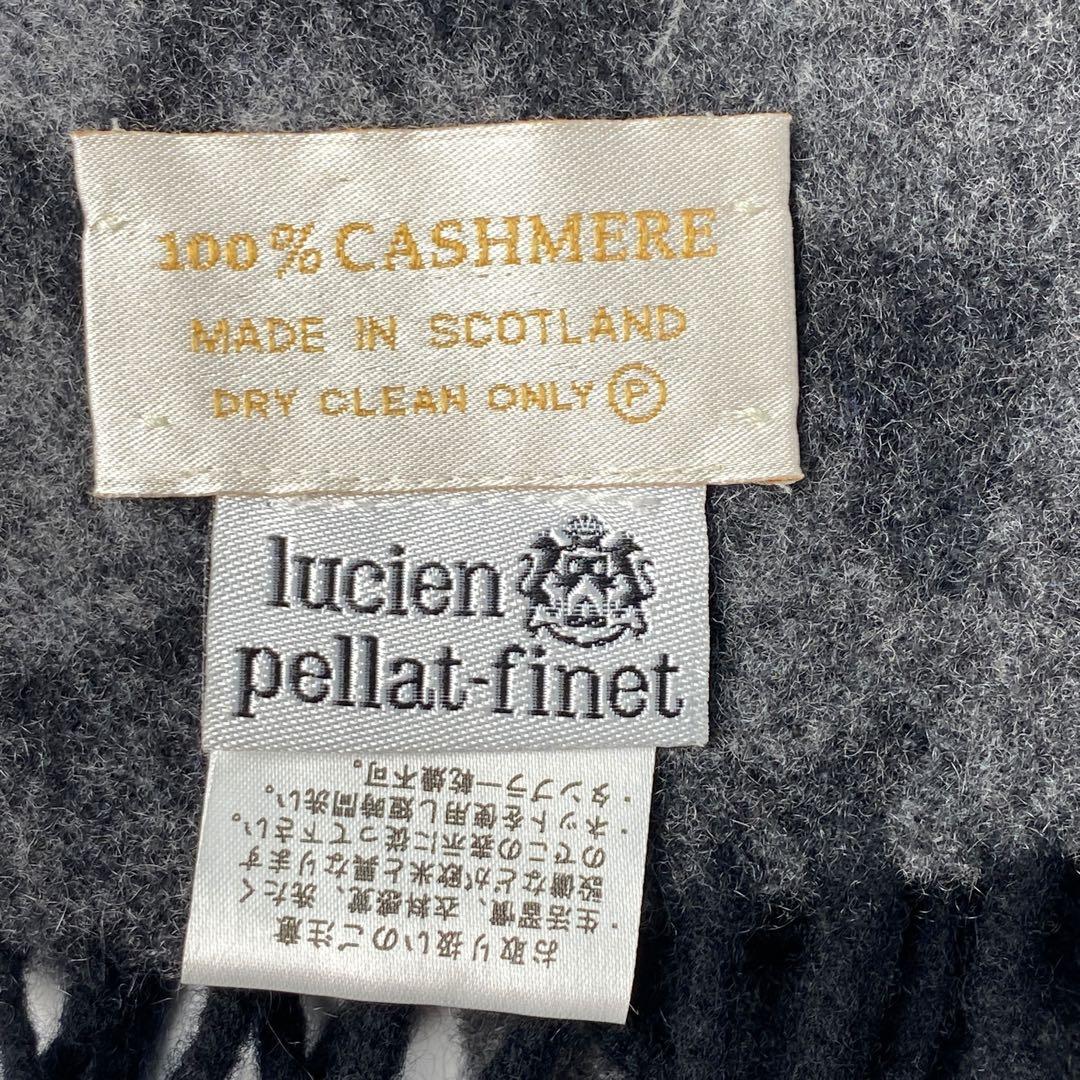 100% CASHMERE
MADE IN SCOTLAND
DRY CLEAN ONLY Ⓟ
lucien
pellat-finet
お取り扱いのご注意
・生活習慣、衣料感覚、洗たく
設備などが欧米と異なります
のでこの表示に従って下さい。
・ネットを使用し短時間洗い。
・タンブラー乾燥不可。